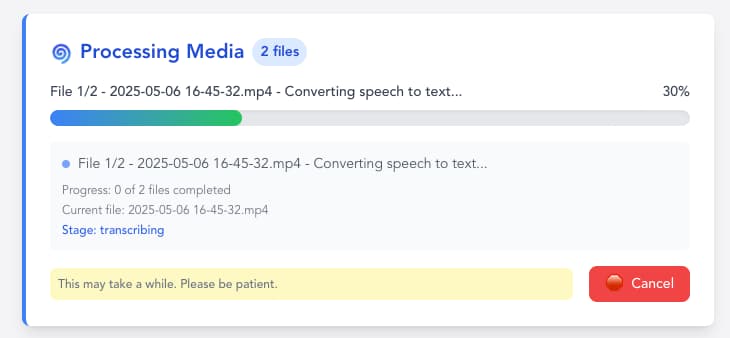 Processing Media 2 files
File 1/2 - 2025-05-06 16-45-32.mp4 - Converting speech to text... 30%
File 1/2 - 2025-05-06 16-45-32.mp4 - Converting speech to text...
Progress: 0 of 2 files completed
Current file: 2025-05-06 16-45-32.mp4
Stage: transcribing
This may take a while. Please be patient. Cancel